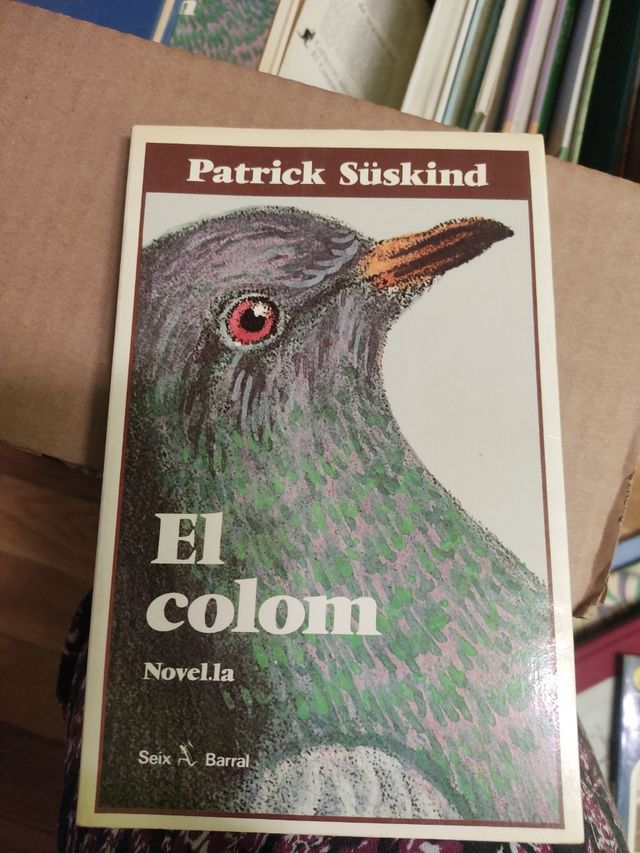 Patrick Süskind
El
colom
Novel.la
Seix Barral